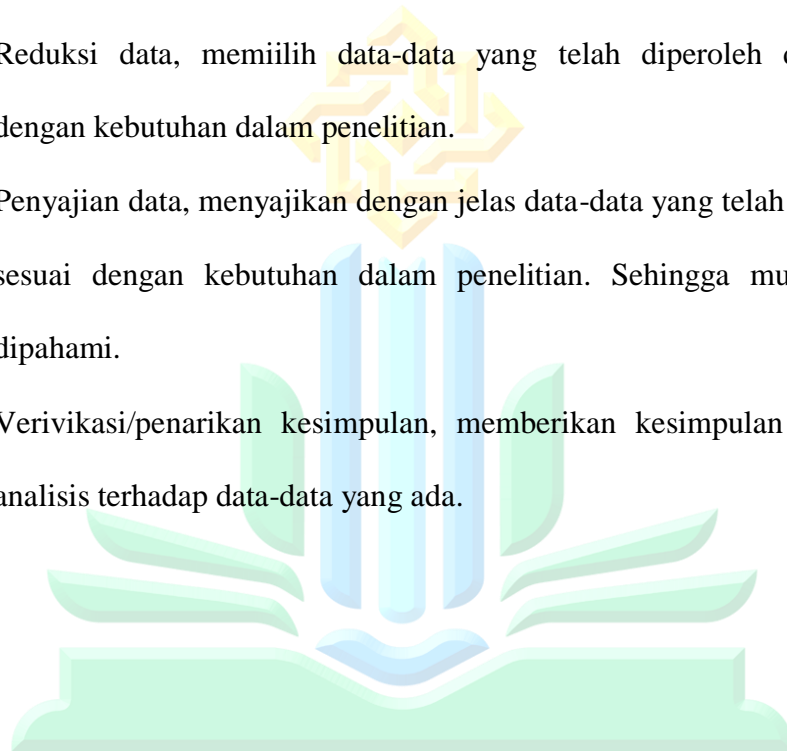 Reduksi data, memiilih data-data yang telah diperoleh
dengan kebutuhan dalam penelitian.
Penyajian data, menyajikan dengan jelas data-data yang telah
sesuai dengan kebutuhan dalam penelitian. Sehingga mu
dipahami.
Verivikasi/penarikan kesimpulan, memberikan kesimpulan
analisis terhadap data-data yang ada.